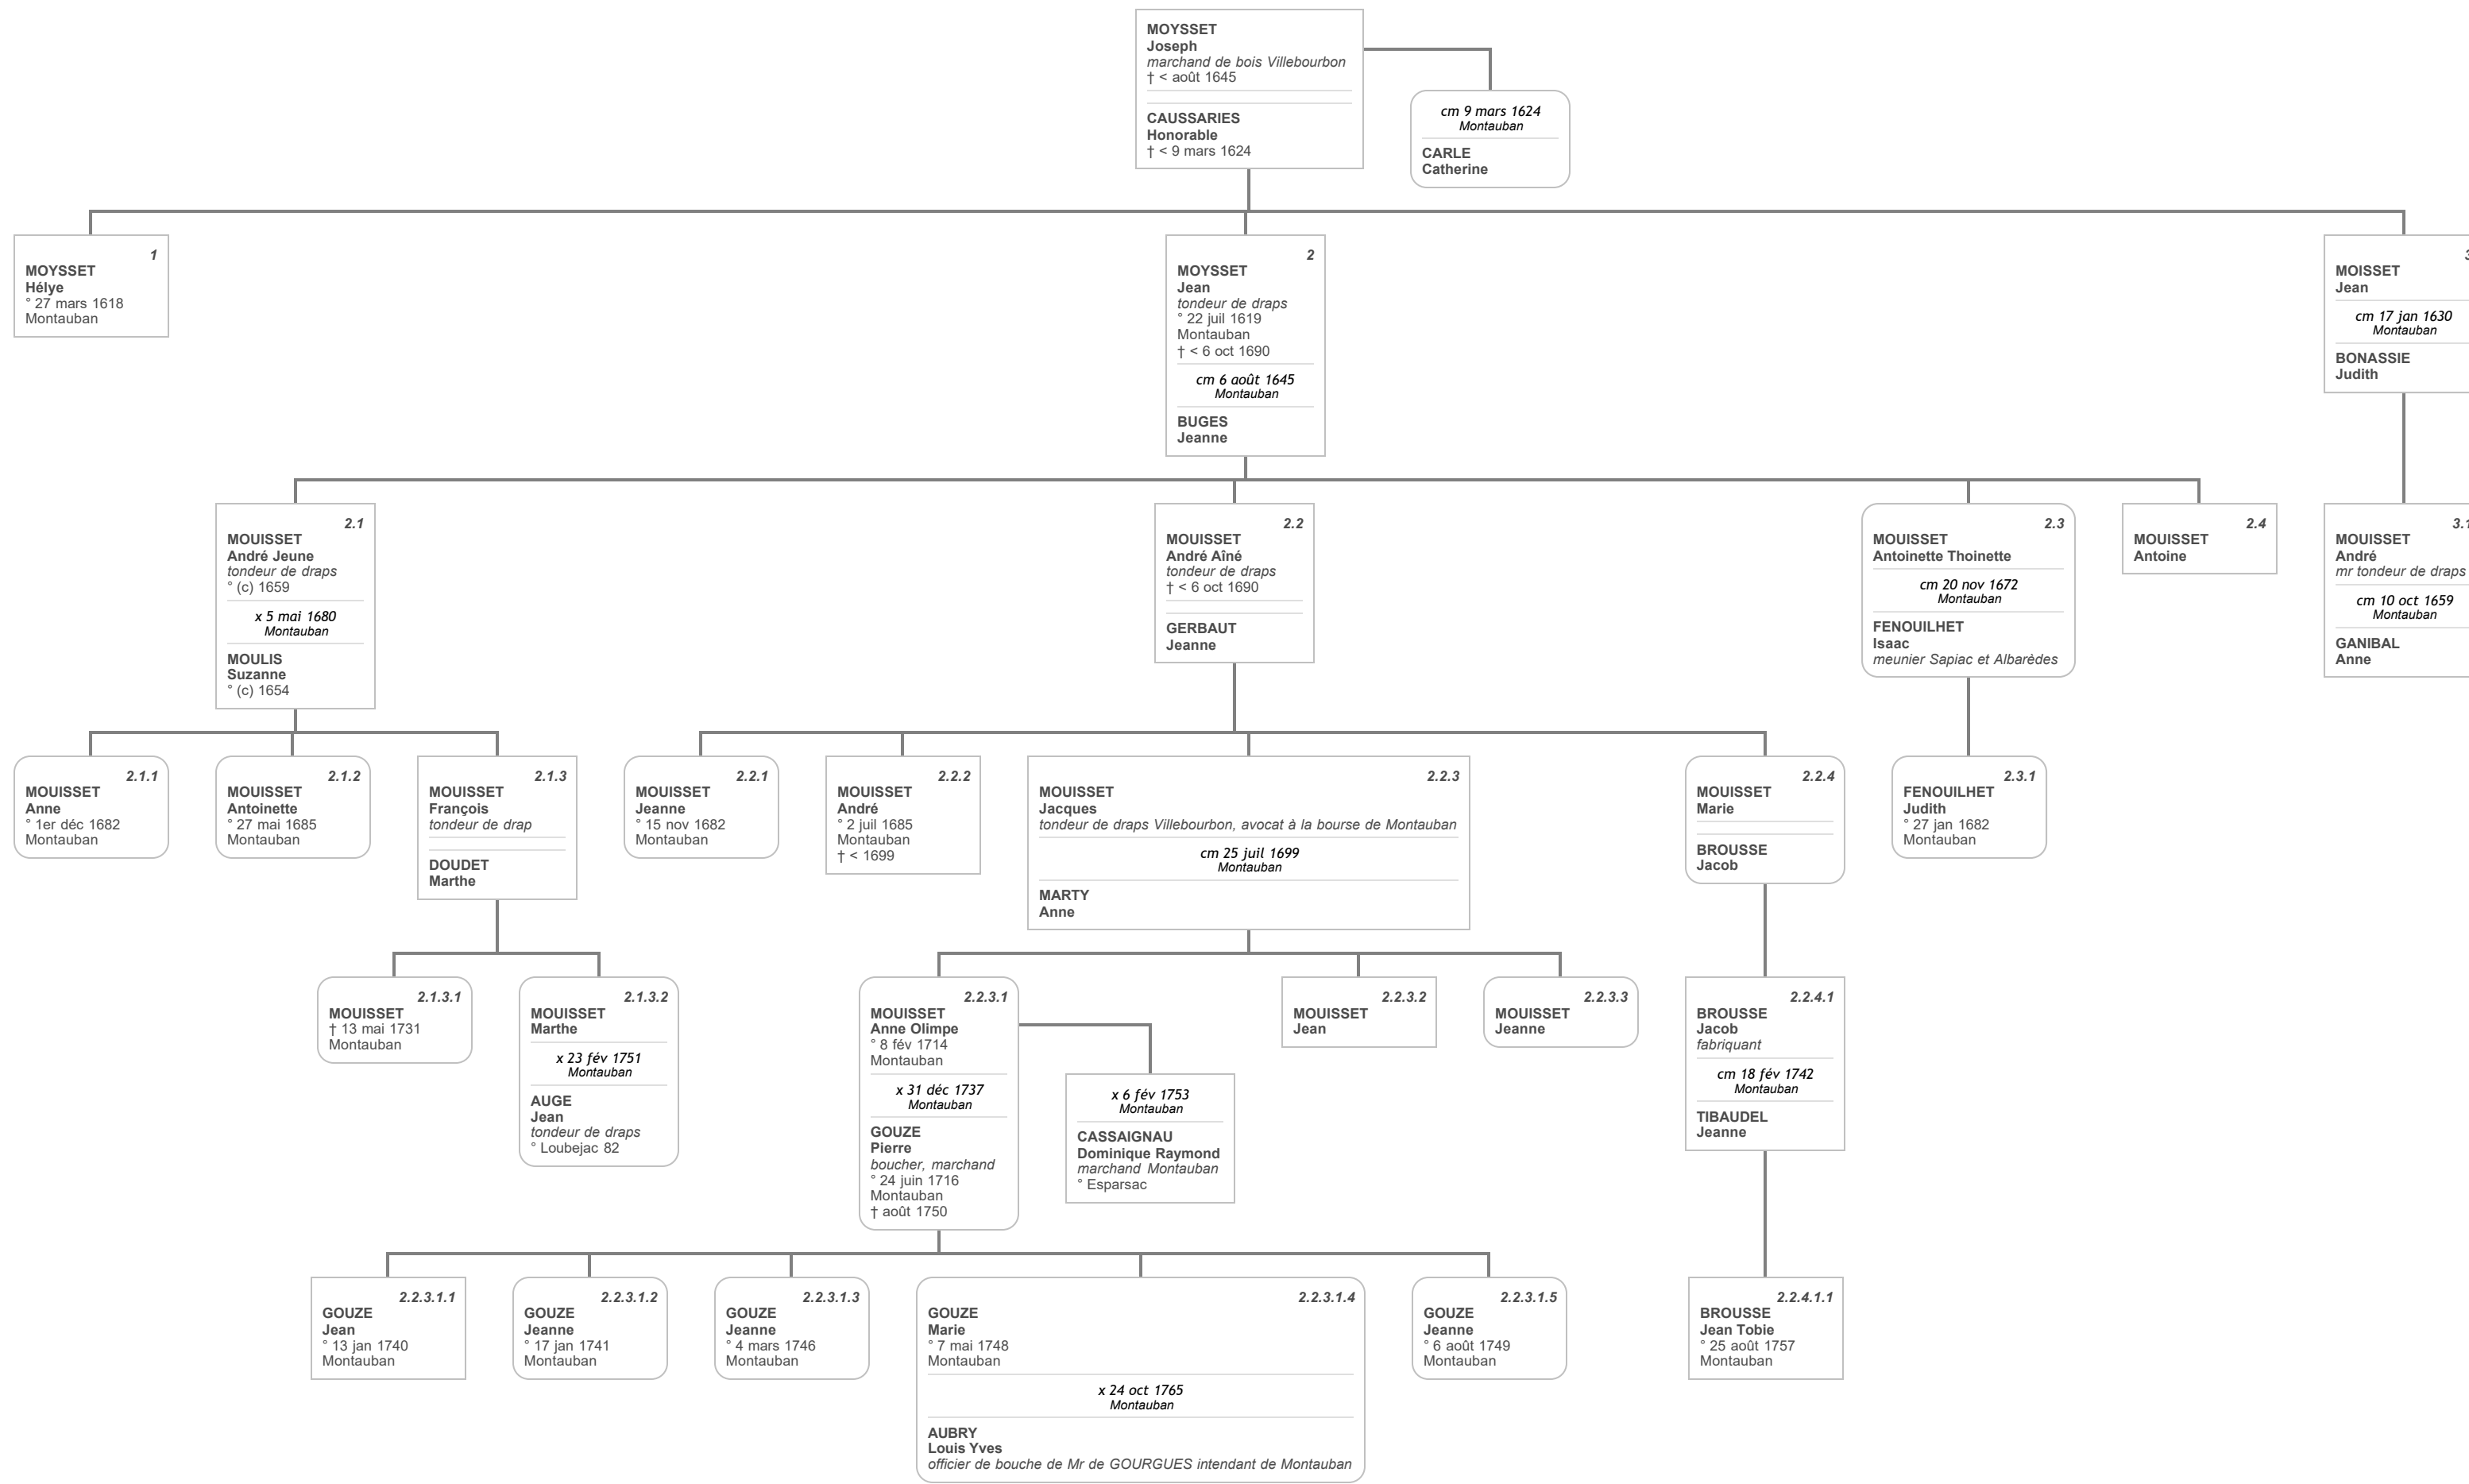 MOYSSET
Joseph
marchand de bois Villebourbon
† < août 1645
CAUSSARIES
Honorable
† < 9 mars 1624
cm 9 mars 1624
Montauban
CARLE
Catherine
1
MOYSSET
Hélye
° 27 mars 1618
Montauban
2
MOYSSET
Jean
tondeur de draps
° 22 juil 1619
Montauban
† < 6 oct 1690
cm 6 août 1645
Montauban
BUGES
Jeanne
3
MOISSET
Jean
cm 17 jan 1630
Montauban
BONASSIE
Judith
2.1
MOUISSET
André Jeune
tondeur de draps
° (c) 1659
x 5 mai 1680
Montauban
MOULIS
Suzanne
° (c) 1654
2.2
MOUISSET
André Aîné
tondeur de draps
† < 6 oct 1690
GERBAUT
Jeanne
2.3
MOUISSET
Antoinette Thoinette
cm 20 nov 1672
Montauban
FENOUILHET
Isaac
meunier Sapiac et Albarèdes
2.4
MOUISSET
Antoine
3.1
MOUISSET
André
mr tondeur de draps
cm 10 oct 1659
Montauban
GANIBAL
Anne
2.1.1
MOUISSET
Anne
° 1er déc 1682
Montauban
2.1.2
MOUISSET
Antoinette
° 27 mai 1685
Montauban
2.1.3
MOUISSET
François
tondeur de drap
DOUDET
Marthe
2.2.1
MOUISSET
Jeanne
° 15 nov 1682
Montauban
2.2.2
MOUISSET
André
° 2 juil 1685
Montauban
† < 1699
2.2.3
MOUISSET
Jacques
tondeur de draps Villebourbon, avocat à la bourse de Montauban
cm 25 juil 1699
Montauban
MARTY
Anne
2.2.4
MOUISSET
Marie
BROUSSE
Jacob
2.3.1
FENOUILHET
Judith
° 27 jan 1682
Montauban
2.1.3.1
MOUISSET
† 13 mai 1731
Montauban
2.1.3.2
MOUISSET
Marthe
x 23 fév 1751
Montauban
AUGE
Jean
tondeur de draps
° Loubejac 82
2.2.3.1
MOUISSET
Anne Olimpe
° 8 fév 1714
Montauban
x 31 déc 1737
Montauban
GOUZE
Pierre
boucher, marchand
° 24 juin 1716
Montauban
† août 1750
x 6 fév 1753
Montauban
CASSAIGNAU
Dominique Raymond
marchand Montauban
° Esparsac
2.2.3.2
MOUISSET
Jean
2.2.3.3
MOUISSET
Jeanne
2.2.4.1
BROUSSE
Jacob
fabriquant
cm 18 fév 1742
Montauban
TIBAUDEL
Jeanne
2.2.3.1.1
GOUZE
Jean
° 13 jan 1740
Montauban
2.2.3.1.2
GOUZE
Jeanne
° 17 jan 1741
Montauban
2.2.3.1.3
GOUZE
Jeanne
° 4 mars 1746
Montauban
2.2.3.1.4
GOUZE
Marie
° 7 mai 1748
Montauban
x 24 oct 1765
Montauban
AUBRY
Louis Yves
officier de bouche de Mr de GOURGUES intendant de Montauban
2.2.3.1.5
GOUZE
Jeanne
° 6 août 1749
Montauban
2.2.4.1.1
BROUSSE
Jean Tobie
° 25 août 1757
Montauban